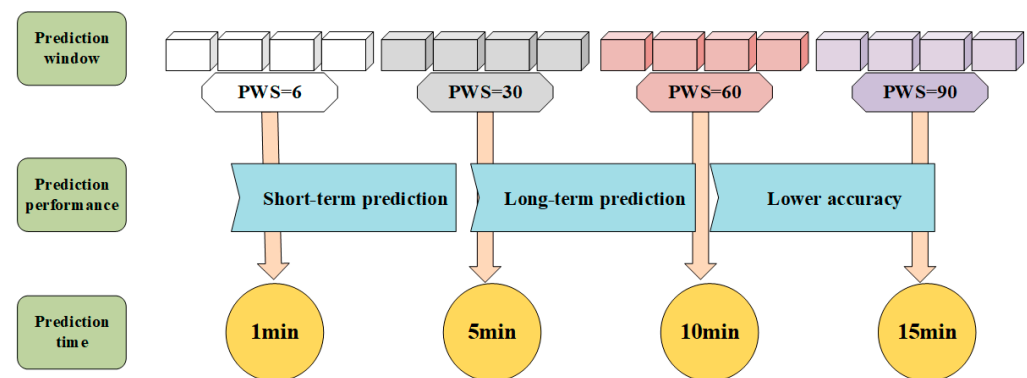 Prediction
window
PWS=6
PWS=30
PWS=60
PWS=90
Prediction
performance
Short-term prediction
Long-term prediction
Lower accuracy
Prediction
time
1min
5min
10min
15min